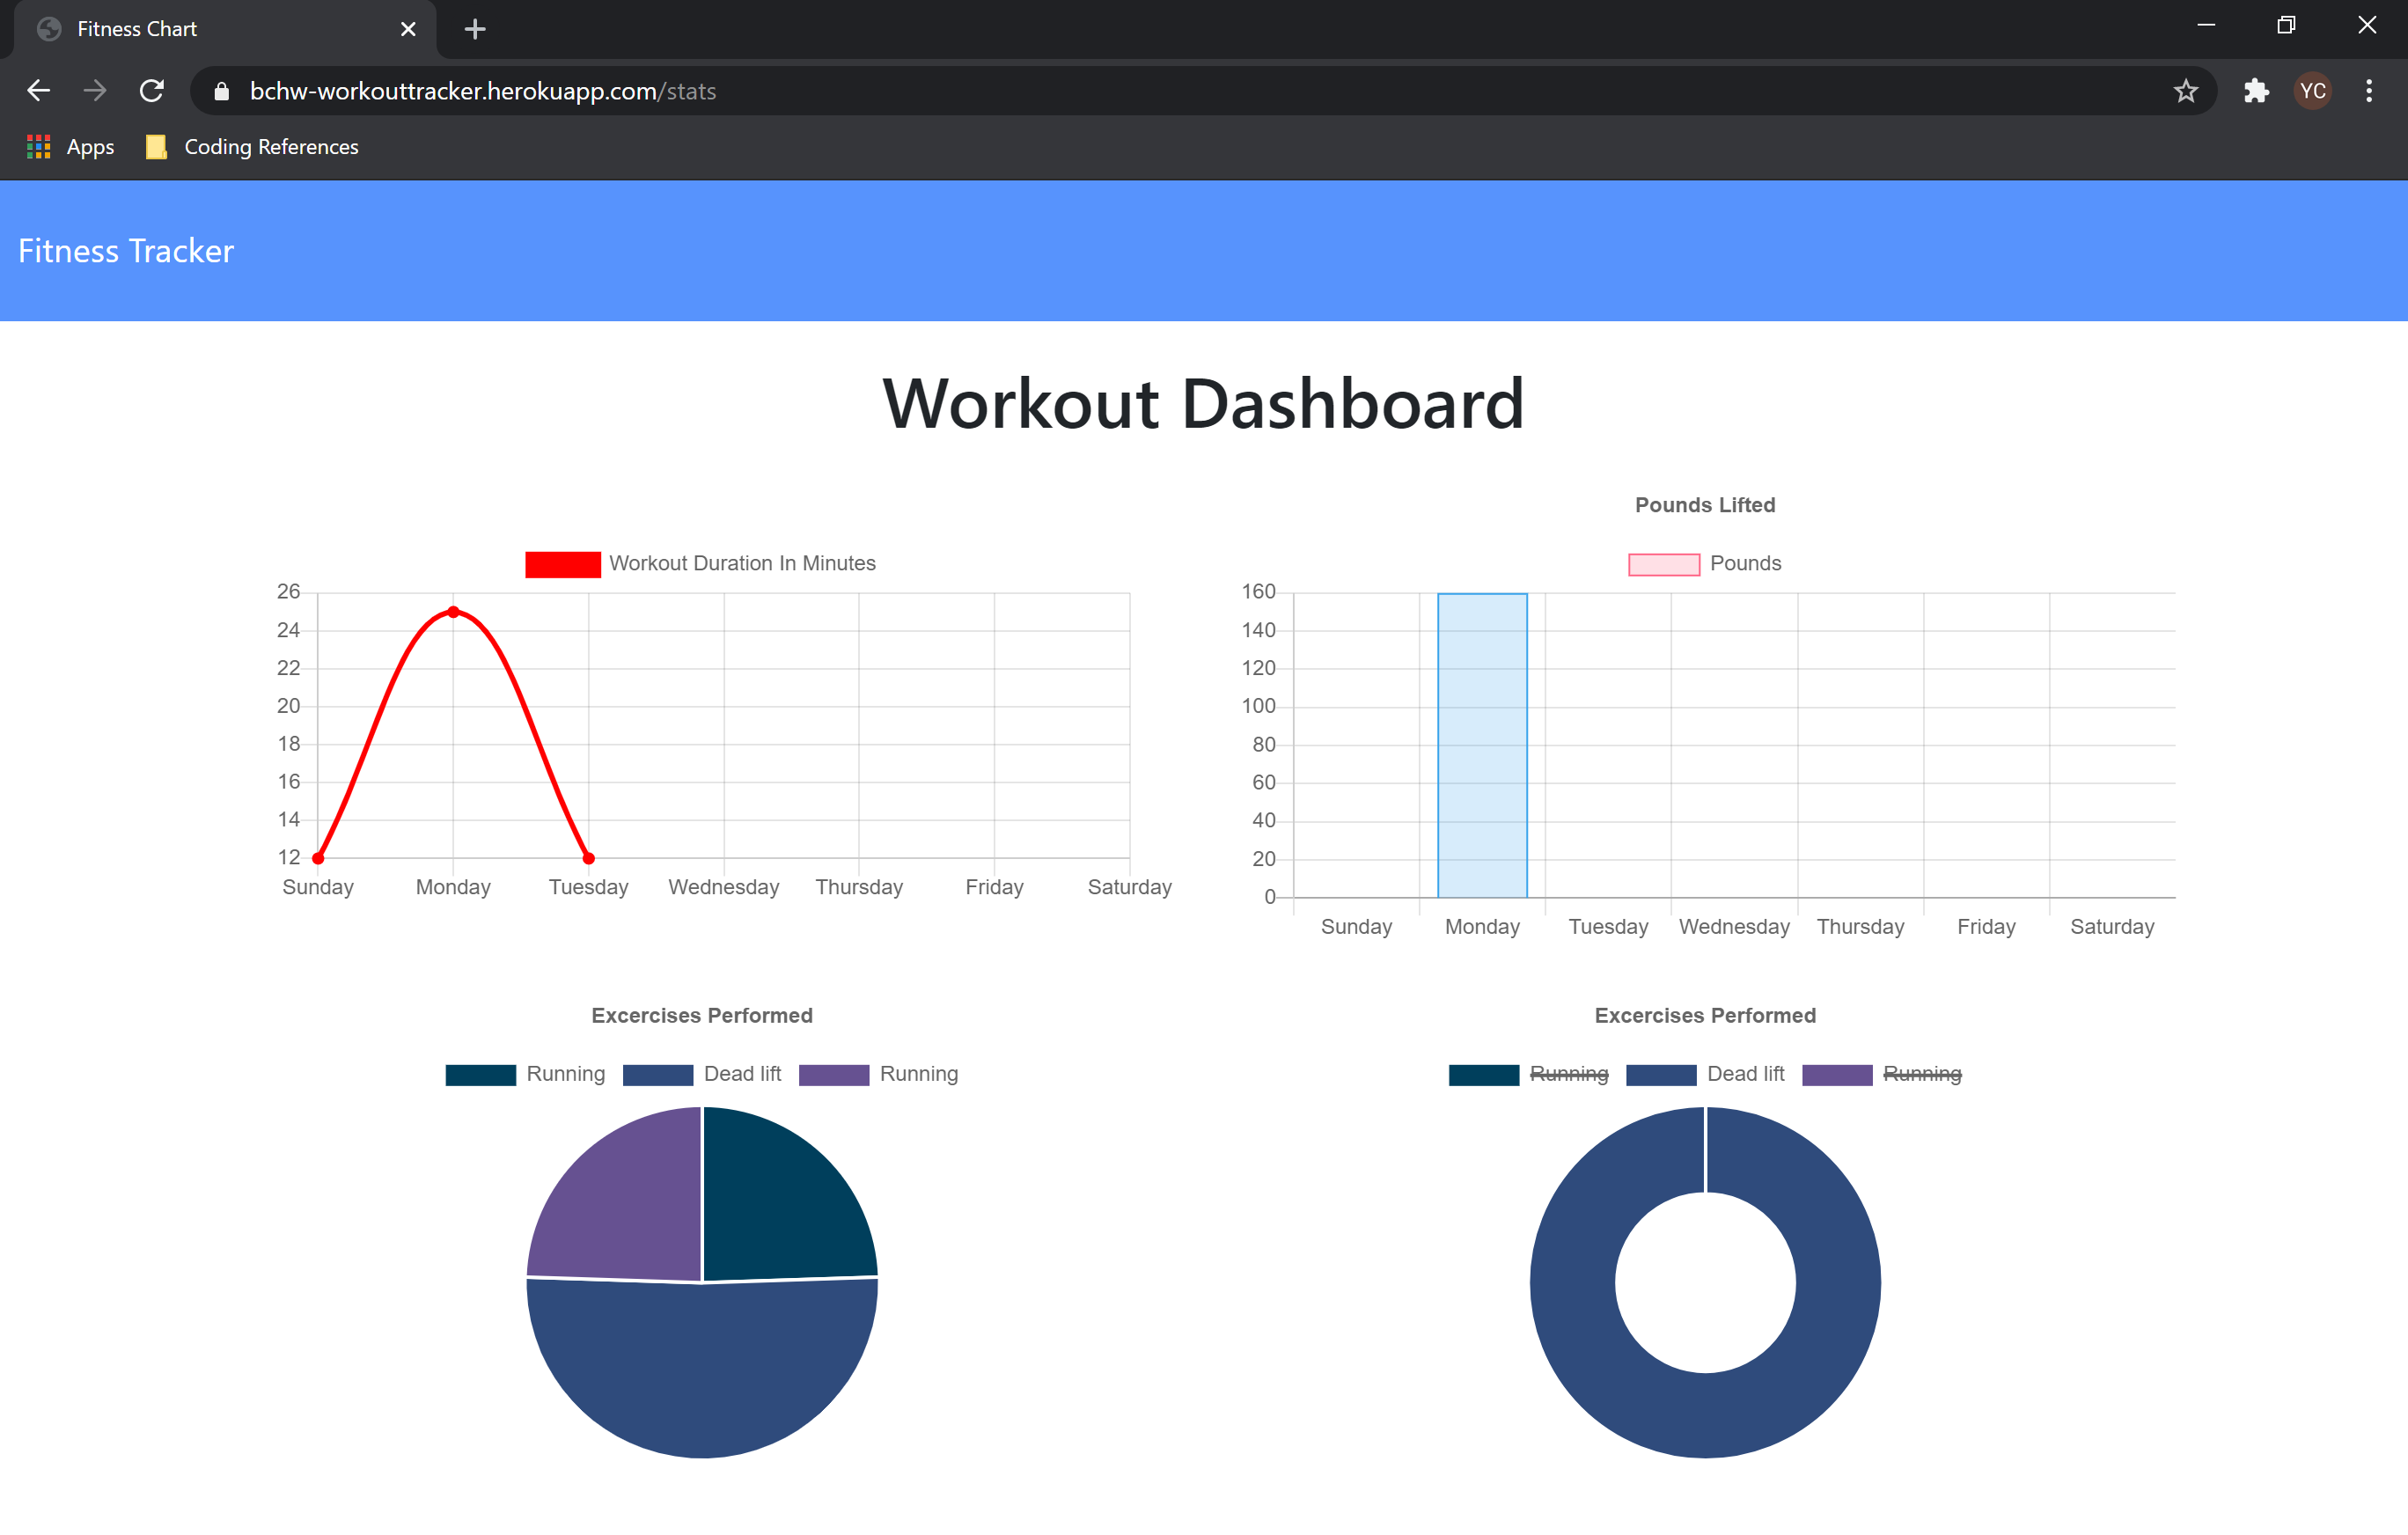 Fitness Chart
bchw-workouttracker.herokuapp.com/stats
YC
Apps Coding References
Fitness Tracker
Workout Dashboard
Workout Duration In Minutes
26
24
22
20
18
16
14
12
Sunday Monday Tuesday Wednesday Thursday Friday Saturday
Pounds Lifted
Pounds
160
140
120
100
80
60
40
20
0
Sunday Monday Tuesday Wednesday Thursday Friday Saturday
Excercises Performed
Running Dead lift Running
Excercises Performed
Running Dead lift Running